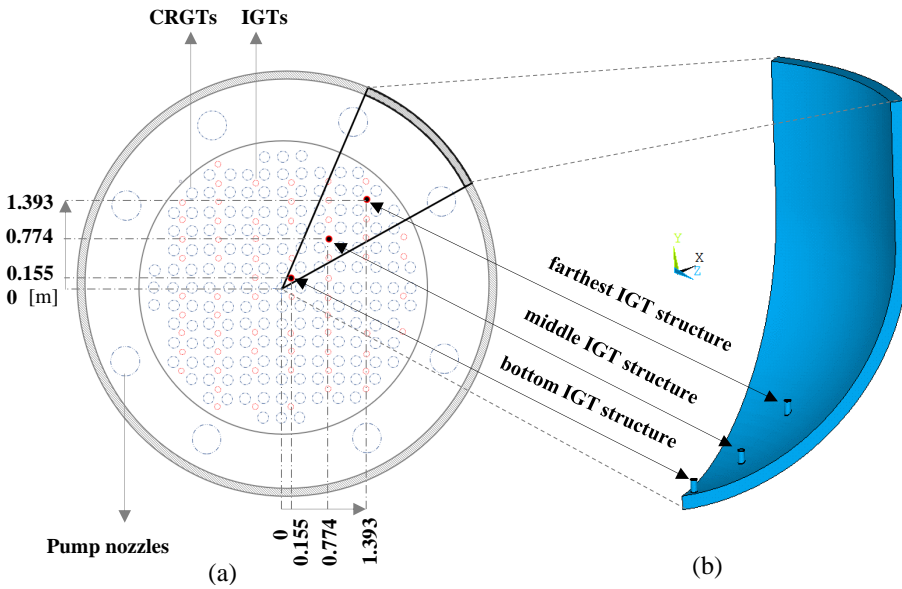 CRGTs IGTs
1.393
0.774
0.155
0 [m]
Y
X
Z
farthest IGT structure
middle IGT structure
bottom IGT structure
0
0.155
0.774
1.393
Pump nozzles
(a)
(b)